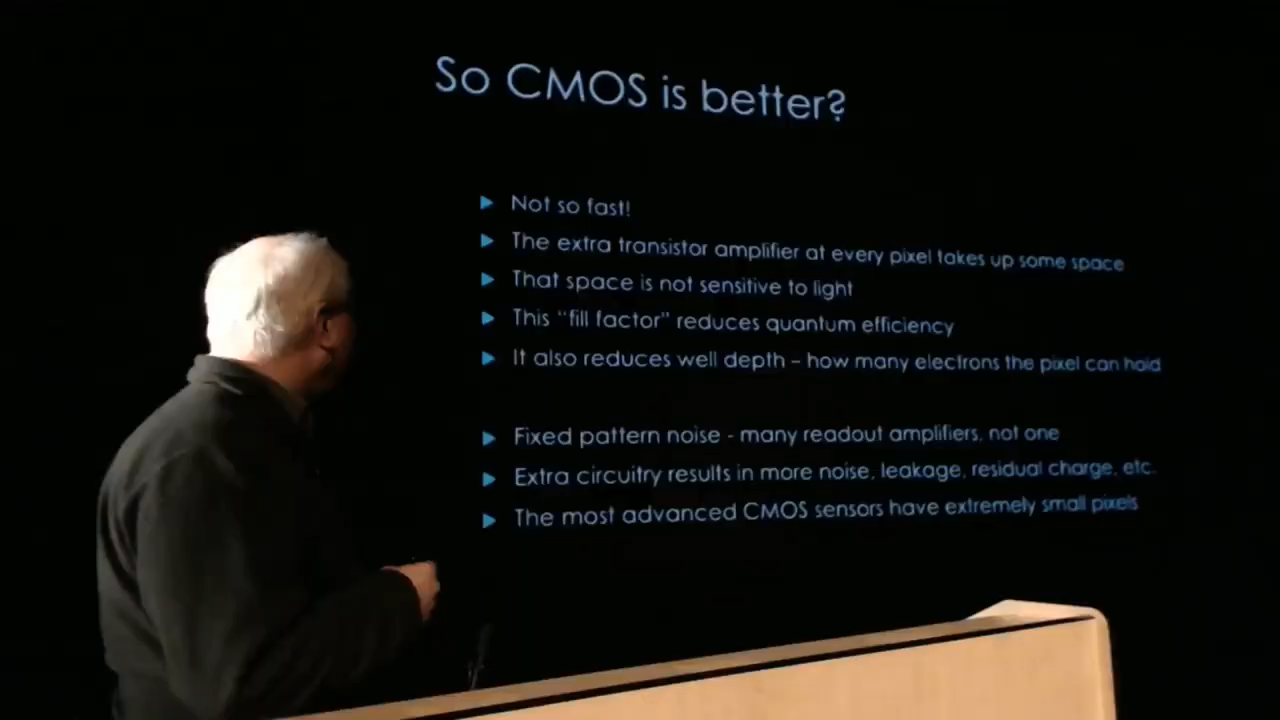 So CMOS is better?
Not so fast!
The extra transistor amplifier at every pixel takes up some space
That space is not sensitive to light
This "fill factor" reduces quantum efficiency
It also reduces well depth – how many electrons the pixel can hold
Fixed pattern noise - many readout amplifiers, not one
Extra circuitry results in more noise, leakage, residual charge, etc.
The most advanced CMOS sensors have extremely small pixels